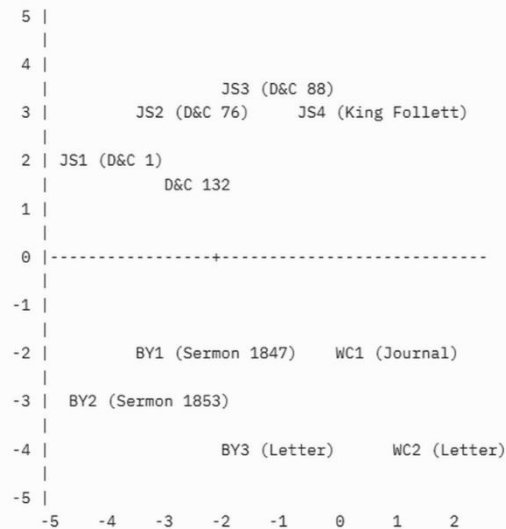 5 |
|
4 |
| JS3 (D&C 88)
3 | JS2 (D&C 76) JS4 (King Follett)
|
2 | JS1 (D&C 1)
| D&C 132
1 |
|
0 |-----------------+----------------------------
|
-1 |
|
-2 | BY1 (Sermon 1847) WC1 (Journal)
|
-3 | BY2 (Sermon 1853)
|
-4 | BY3 (Letter) WC2 (Letter)
|
-5 |
-5 -4 -3 -2 -1 0 1 2